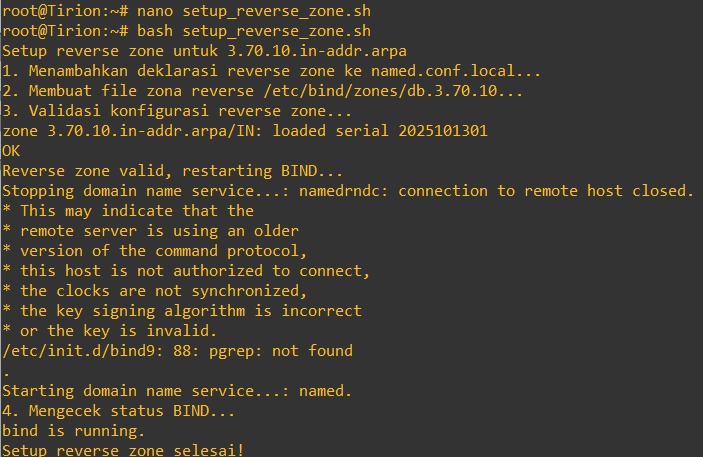 root@Tirion:~# nano setup_reverse_zone.sh
root@Tirion:~# bash setup_reverse_zone.sh
Setup reverse zone untuk 3.70.10.in-addr.arpa
1. Menambahkan deklarasi reverse zone ke named.conf.local...
2. Membuat file zona reverse /etc/bind/zones/db.3.70.10...
3. Validasi konfigurasi reverse zone...
zone 3.70.10.in-addr.arpa/IN: loaded serial 2025101301
OK
Reverse zone valid, restarting BIND...
Stopping domain name service...: namedrndc: connection to remote host closed.
* This may indicate that the
* remote server is using an older
* version of the command protocol,
* this host is not authorized to connect,
* the clocks are not synchronized,
* the key signing algorithm is incorrect
* or the key is invalid.
/etc/init.d/bind9: 88: pgrep: not found
.
Starting domain name service...: named.
4. Mengecek status BIND...
bind is running.
Setup reverse zone selesai!